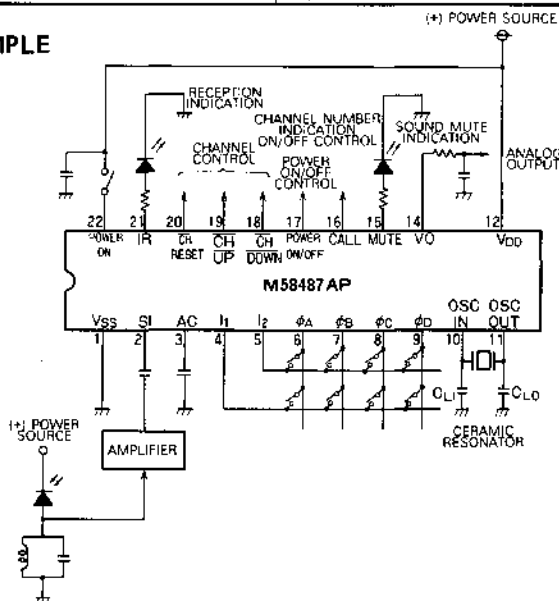 (+) POWER SOURCE
MPLE
RECEPTION
INDICATION
CHANNEL NUMBER
INDICATION
ON/OFF CONTROL
SOUND MUTE
INDICATION
CHANNEL
CONTROL
POWER
ON/OFF
CONTROL
ANALOG
OUTPUT
22 21 20 19 18 17 16 15 14 12
POWER ON IR CH RESET CH UP CH DOWN POWER ON/OFF CALL MUTE VO VDD
M58487AP
VSS SI AC I1 I2 φA φB φC φD OSC IN OSC OUT
1 2 3 4 5 6 7 8 9 10 11
(+) POWER
SOURCE
AMPLIFIER
CLI CLO
CERAMIC
RESONATOR